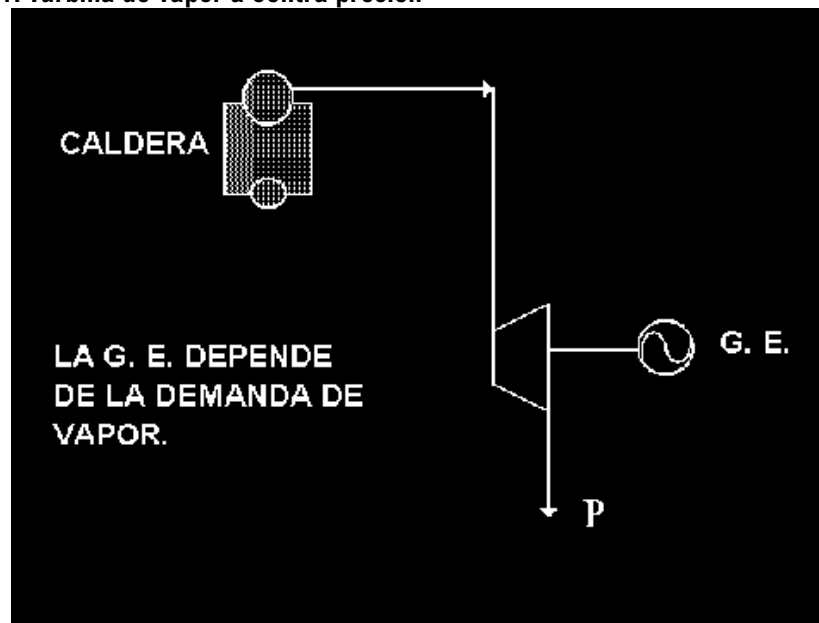 1. Turbina de vapor a contra presión
CALDERA
LA G. E. DEPENDE
DE LA DEMANDA DE
VAPOR.
G. E.
P